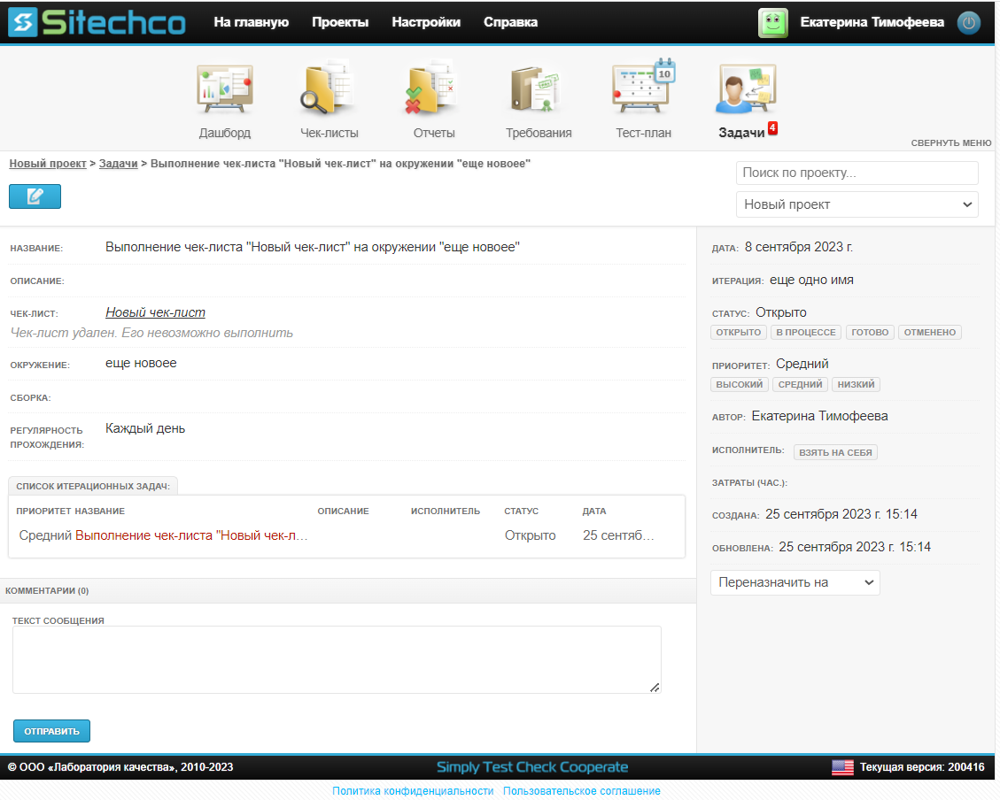 Sitechco На главную Проекты Настройки Справка Екатерина Тимофеева
10
Дашборд Чек-листы Отчеты Требования Тест-план Задачи 4
СВЕРНУТЬ МЕНЮ
Новый проект > Задачи > Выполнение чек-листа "Новый чек-лист" на окружении "еще новоее"
Поиск по проекту...
Новый проект
НАЗВАНИЕ: Выполнение чек-листа "Новый чек-лист" на окружении "еще новоее"
ОПИСАНИЕ:
ЧЕК-ЛИСТ: Новый чек-лист
Чек-лист удален. Его невозможно выполнить
ОКРУЖЕНИЕ: еще новоее
СБОРКА:
РЕГУЛЯРНОСТЬ ПРОХОЖДЕНИЯ: Каждый день
СПИСОК ИТЕРАЦИОННЫХ ЗАДАЧ:
ПРИОРИТЕТ НАЗВАНИЕ ОПИСАНИЕ ИСПОЛНИТЕЛЬ СТАТУС ДАТА
Средний Выполнение чек-листа "Новый чек-л… Открыто 25 сентяб…
КОММЕНТАРИИ (0)
ТЕКСТ СООБЩЕНИЯ
ОТПРАВИТЬ
ДАТА: 8 сентября 2023 г.
ИТЕРАЦИЯ: еще одно имя
СТАТУС: Открыто
ОТКРЫТО В ПРОЦЕССЕ ГОТОВО ОТМЕНЕНО
ПРИОРИТЕТ: Средний
ВЫСОКИЙ СРЕДНИЙ НИЗКИЙ
АВТОР: Екатерина Тимофеева
ИСПОЛНИТЕЛЬ: ВЗЯТЬ НА СЕБЯ
ЗАТРАТЫ (ЧАС.):
СОЗДАНА: 25 сентября 2023 г. 15:14
ОБНОВЛЕНА: 25 сентября 2023 г. 15:14
Переназначить на
© ООО «Лаборатория качества», 2010-2023 Simply Test Check Cooperate Текущая версия: 200416
Политика конфиденциальности Пользовательское соглашение